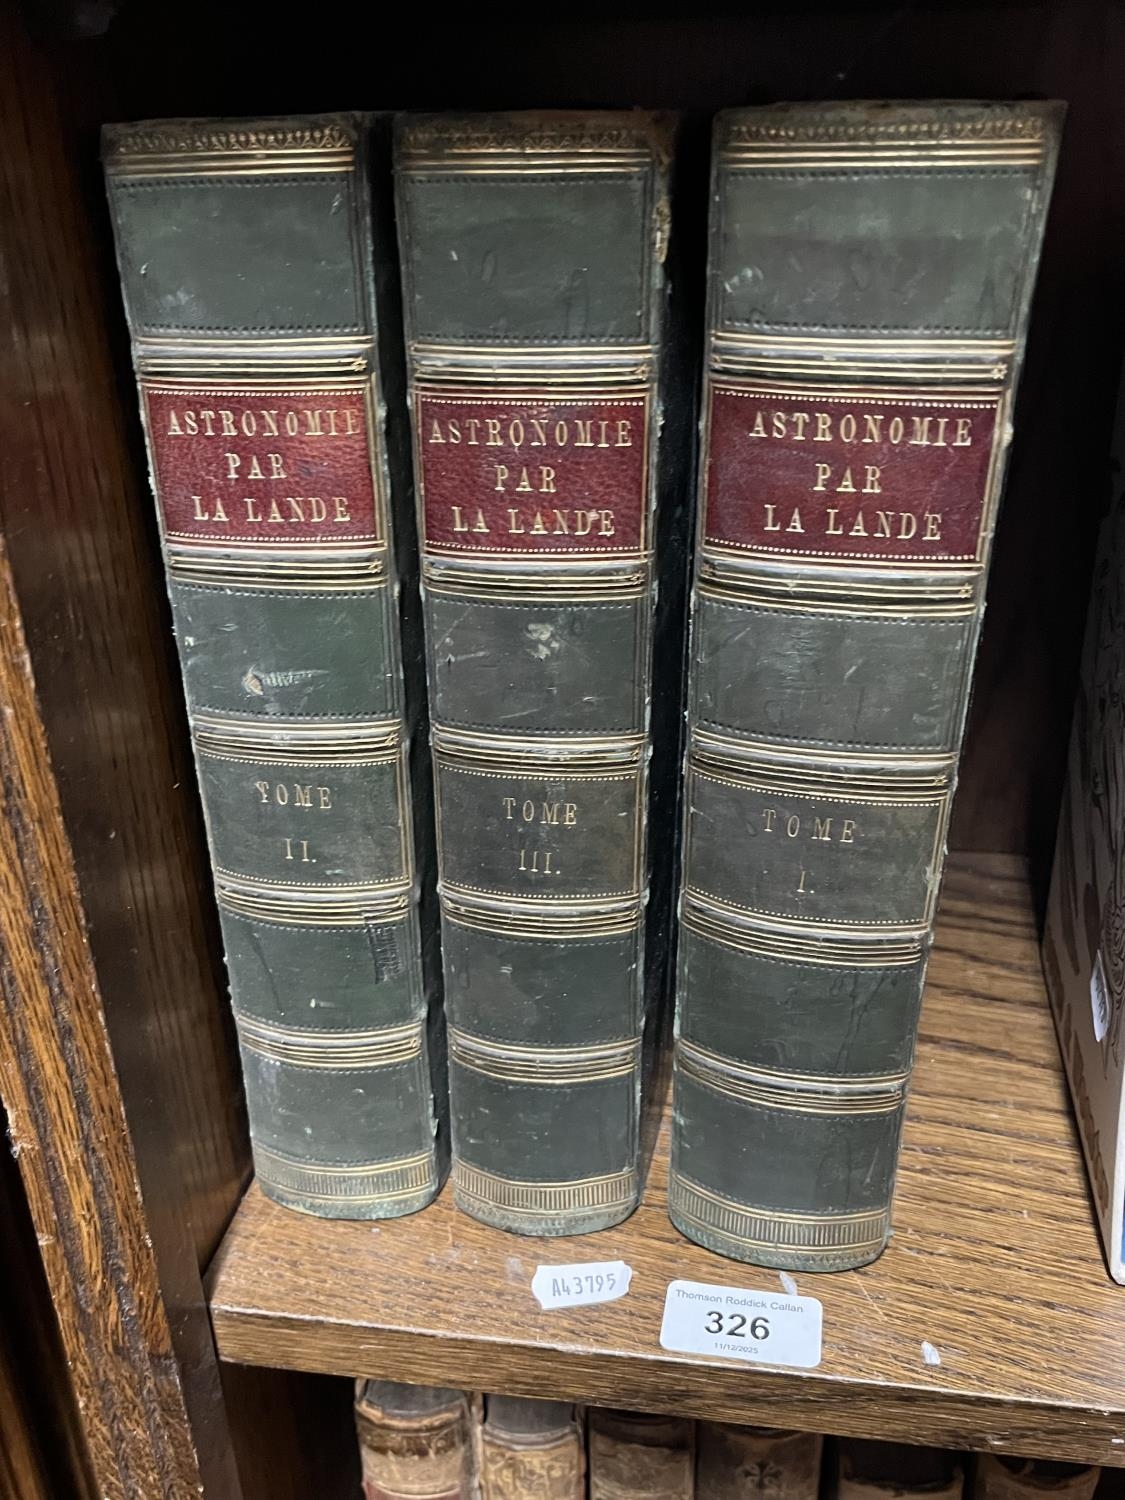 ASTRONOMIE
PAR
LA LANDE
TOME
II.
ASTRONOMIE
PAR
LA LANDE
TOME
III.
ASTRONOMIE
PAR
LA LANDE
TOME
I.
A43795
Thomson Roddick Callan
326
11/12/2025